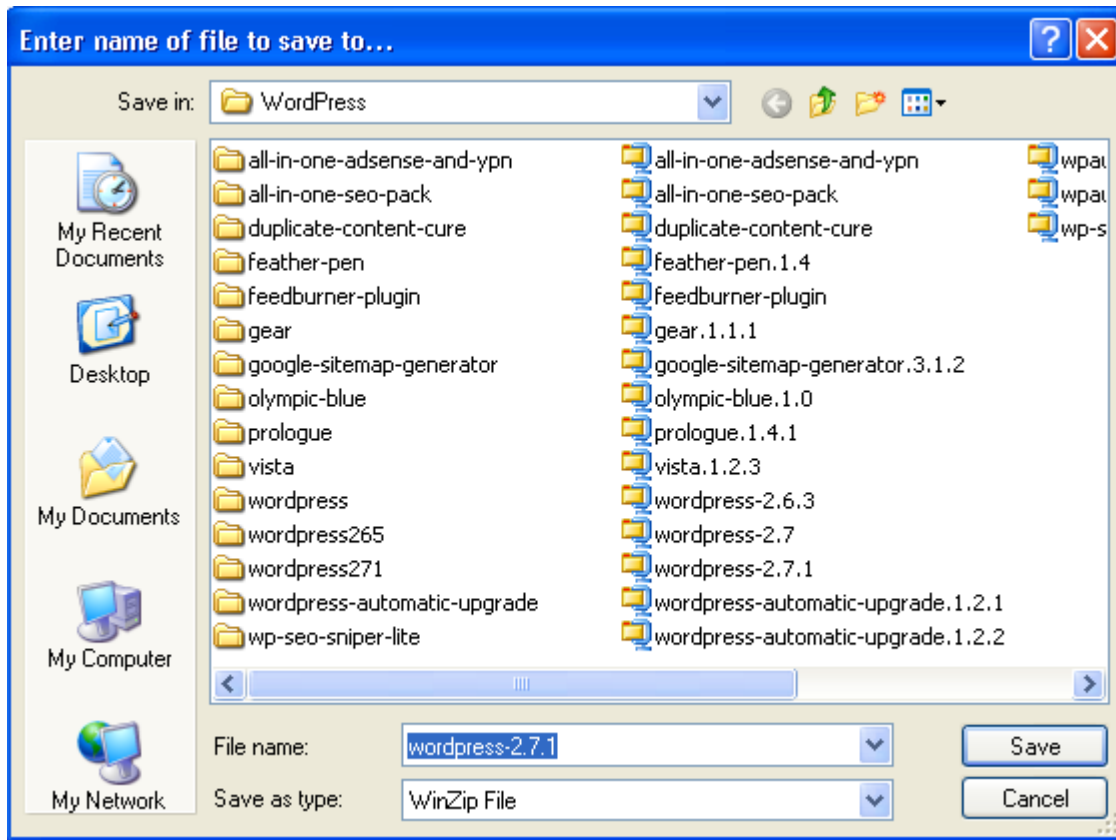 Enter name of file to save to...
Save in:
WordPress
My Recent
Documents
Desktop
My Documents
My Computer
My Network
all-in-one-adsense-and-ypn
all-in-one-seo-pack
duplicate-content-cure
feather-pen
feedburner-plugin
gear
google-sitemap-generator
olympic-blue
prologue
vista
wordpress
wordpress265
wordpress271
wordpress-automatic-upgrade
wp-seo-sniper-lite
all-in-one-adsense-and-ypn
all-in-one-seo-pack
duplicate-content-cure
feather-pen.1.4
feedburner-plugin
gear.1.1.1
google-sitemap-generator.3.1.2
olympic-blue.1.0
prologue.1.4.1
vista.1.2.3
wordpress-2.6.3
wordpress-2.7
wordpress-2.7.1
wordpress-automatic-upgrade.1.2.1
wordpress-automatic-upgrade.1.2.2
wp-s
File name:
wordpress-2.7.1
Save
Save as type:
WinZip File
Cancel